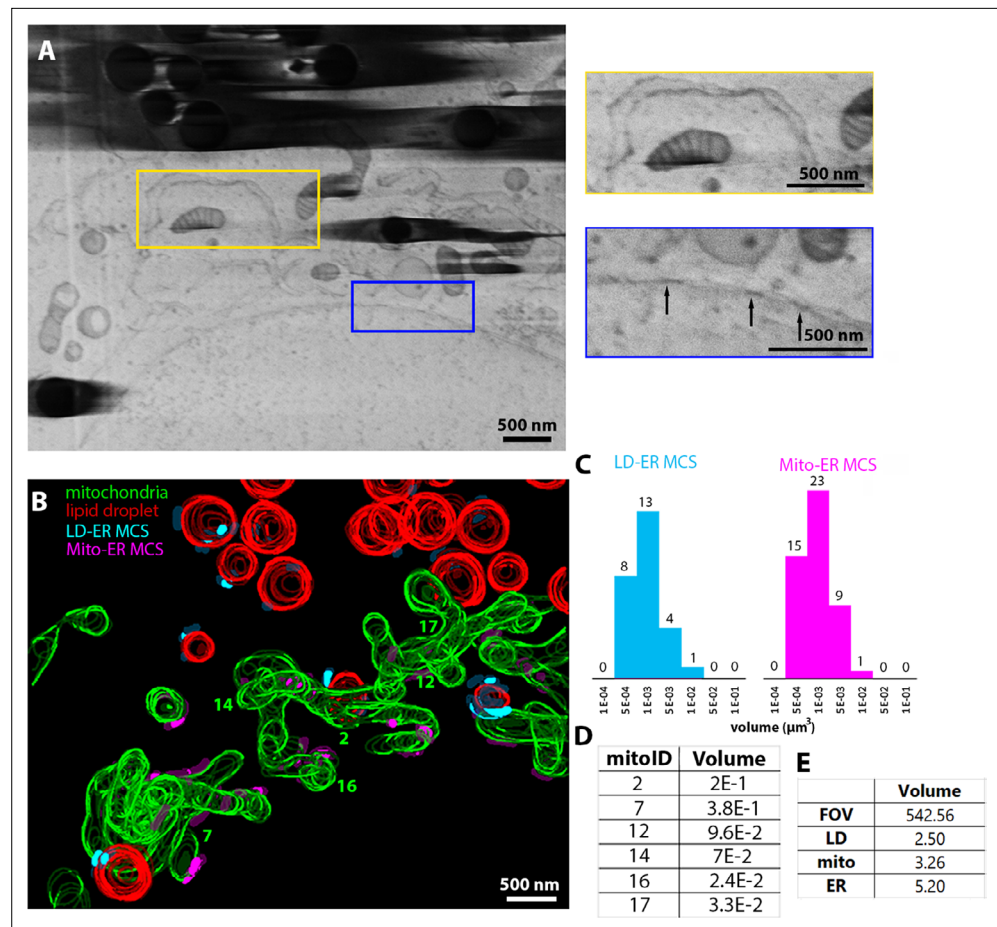 A
500 nm
500 nm
500 nm
B
mitochondria
lipid droplet
LD-ER MCS
Mito-ER MCS
17
12
14
2
16
7
500 nm
C
LD-ER MCS
0
8
13
4
1
0
0
1E-04
5E-04
1E-03
5E-03
1E-02
5E-02
1E-01
Mito-ER MCS
0
15
23
9
1
0
0
1E-04
5E-04
1E-03
5E-03
1E-02
5E-02
1E-01
volume (µm³)
D
mitoID Volume
2 2E-1
7 3.8E-1
12 9.6E-2
14 7E-2
16 2.4E-2
17 3.3E-2
E
Volume
FOV 542.56
LD 2.50
mito 3.26
ER 5.20